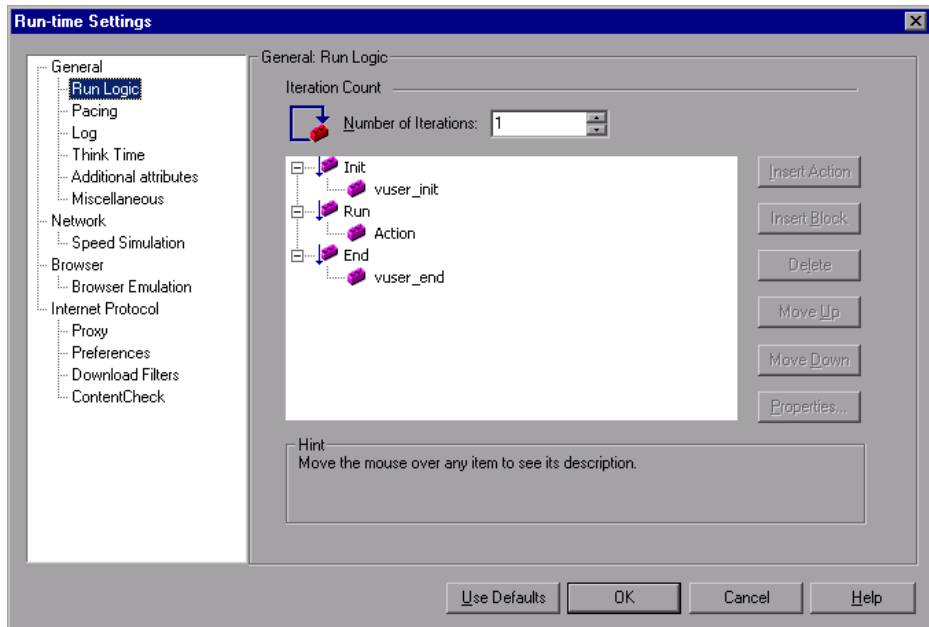 Run-time Settings
General
Run Logic
Pacing
Log
Think Time
Additional attributes
Miscellaneous
Network
Speed Simulation
Browser
Browser Emulation
Internet Protocol
Proxy
Preferences
Download Filters
ContentCheck
General: Run Logic
Iteration Count
Number of Iterations: 1
Init
vuser_init
Run
Action
End
vuser_end
Insert Action
Insert Block
Delete
Move Up
Move Down
Properties...
Hint
Move the mouse over any item to see its description.
Use Defaults
OK
Cancel
Help